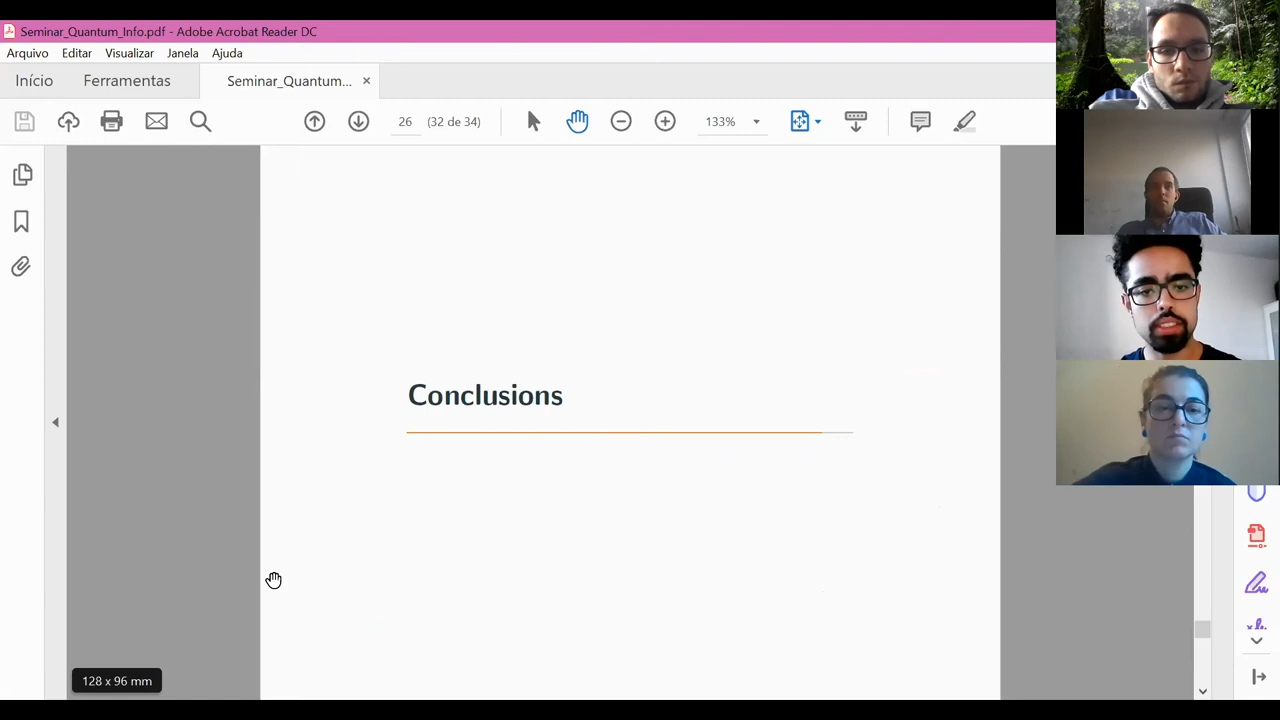 Seminar_Quantum_Info.pdf - Adobe Acrobat Reader DC
Arquivo Editar Visualizar Janela Ajuda
Início Ferramentas Seminar_Quantum...
26 (32 de 34) 133%
Conclusions
128 x 96 mm